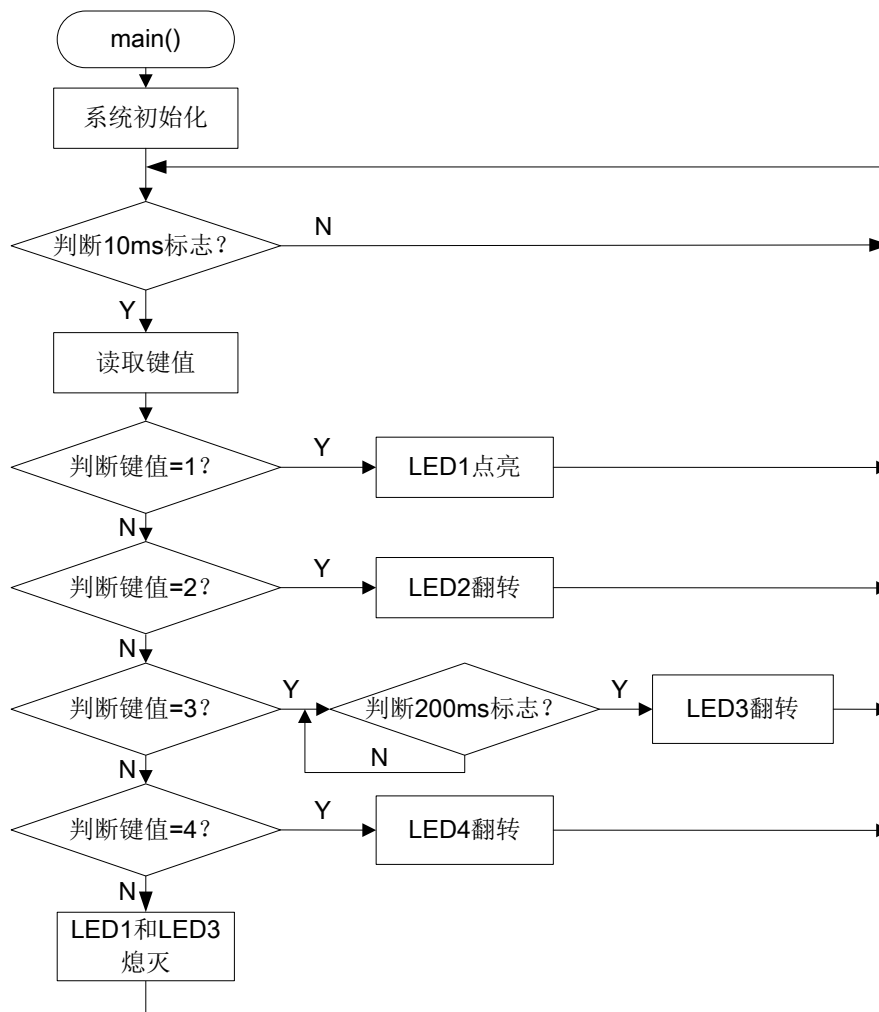 main()
系统初始化
判断10ms标志？
N
Y
读取键值
判断键值=1？
Y
LED1点亮
N
判断键值=2？
Y
LED2翻转
N
判断键值=3？
Y
判断200ms标志？
Y
LED3翻转
N
N
判断键值=4？
Y
LED4翻转
N
LED1和LED3
熄灭